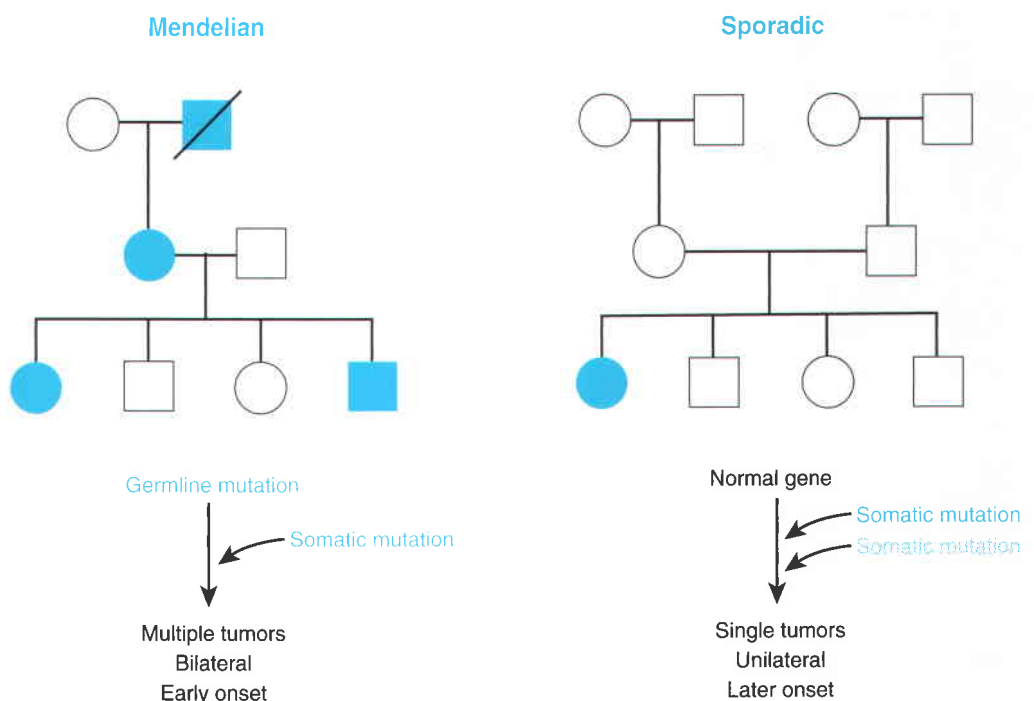 Mendelian
Sporadic
Germline mutation
Somatic mutation
Multiple tumors
Bilateral
Early onset
Normal gene
Somatic mutation
Somatic mutation
Single tumors
Unilateral
Later onset